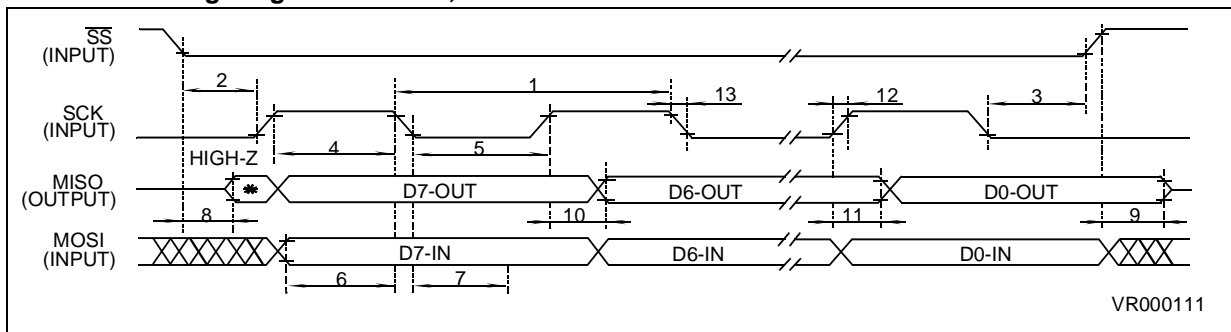 SS
(INPUT)
2
1
13
12
3
SCK
(INPUT)
4
5
HIGH-Z
MISO
(OUTPUT)
*
D7-OUT
D6-OUT
D0-OUT
8
10
11
9
MOSI
(INPUT)
D7-IN
D6-IN
D0-IN
6
7
VR000111